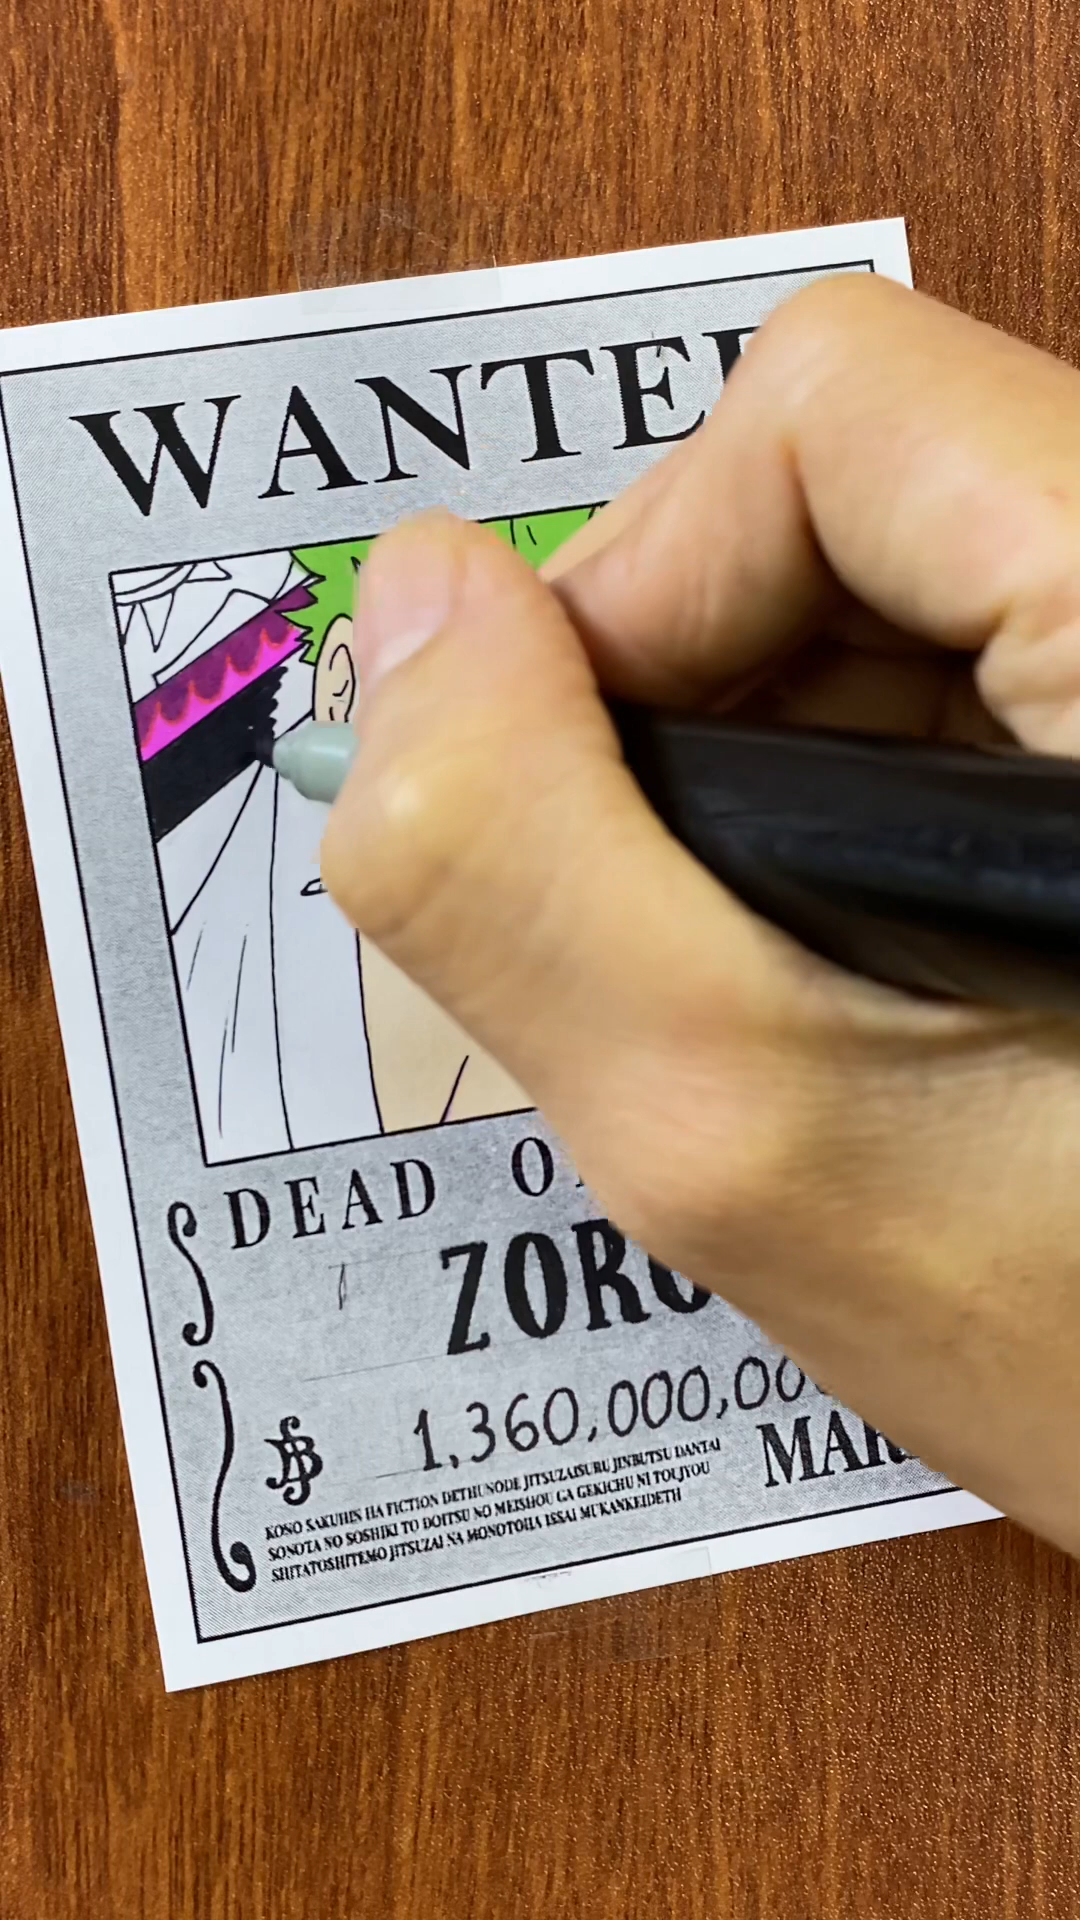 WANTE
DEAD O
ZORO
1,360,000,00
MAR
KONO SAKUHIN HA FICTION DETHUNODE JITSUZAISURU JINBUTSU DANTAI
SONOTA NO SOSHIKI TO DOITSU NO MEISHOU GA GEKICHU NI TOUJYOU
SHITATOSHITEMO JITSUZAI NA MONOTOHA ISSAI MUKANKEIDETH